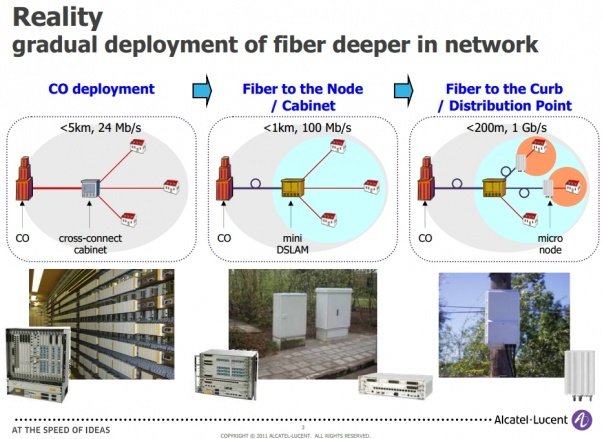 Reality
gradual deployment of fiber deeper in network
CO deployment
Fiber to the Node
/ Cabinet
Fiber to the Curb
/ Distribution Point
<5km, 24 Mb/s
<1km, 100 Mb/s
<200m, 1 Gb/s
CO
cross-connect
cabinet
CO
mini
DSLAM
CO
micro
node
AT THE SPEED OF IDEAS
3
COPYRIGHT © 2011 ALCATEL-LUCENT. ALL RIGHTS RESERVED.
Alcatel·Lucent